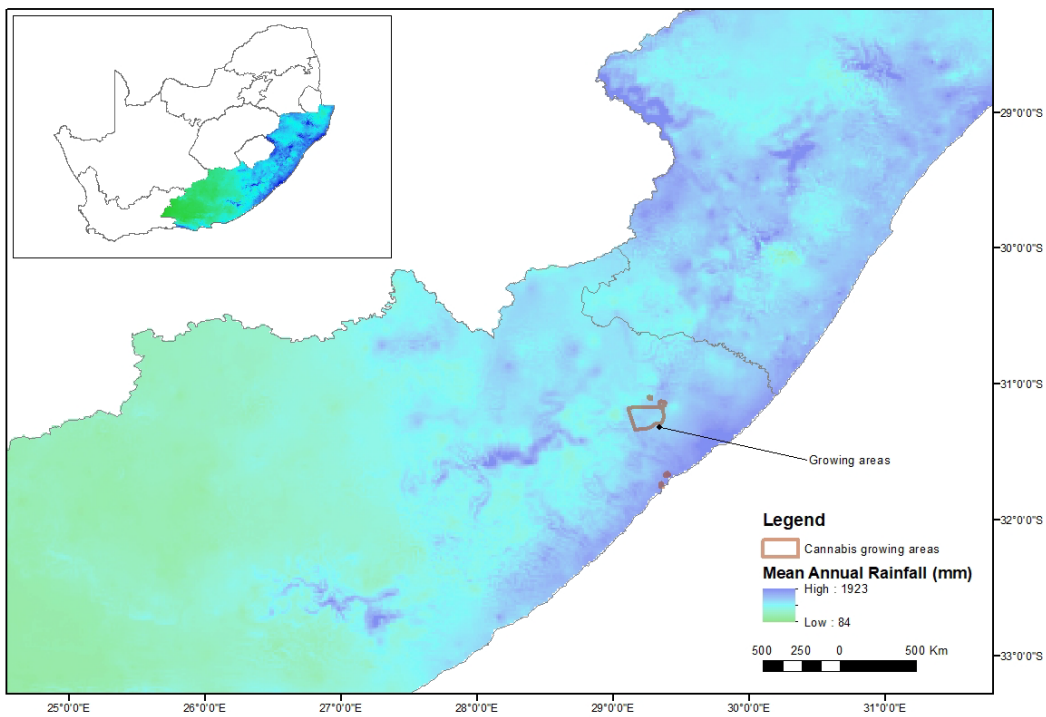 29°0'0"S
30°0'0"S
31°0'0"S
Growing areas
32°0'0"S
Legend
Cannabis growing areas
Mean Annual Rainfall (mm)
High : 1923
Low : 84
500 250 0 500 Km
33°0'0"S
25°0'0"E 26°0'0"E 27°0'0"E 28°0'0"E 29°0'0"E 30°0'0"E 31°0'0"E